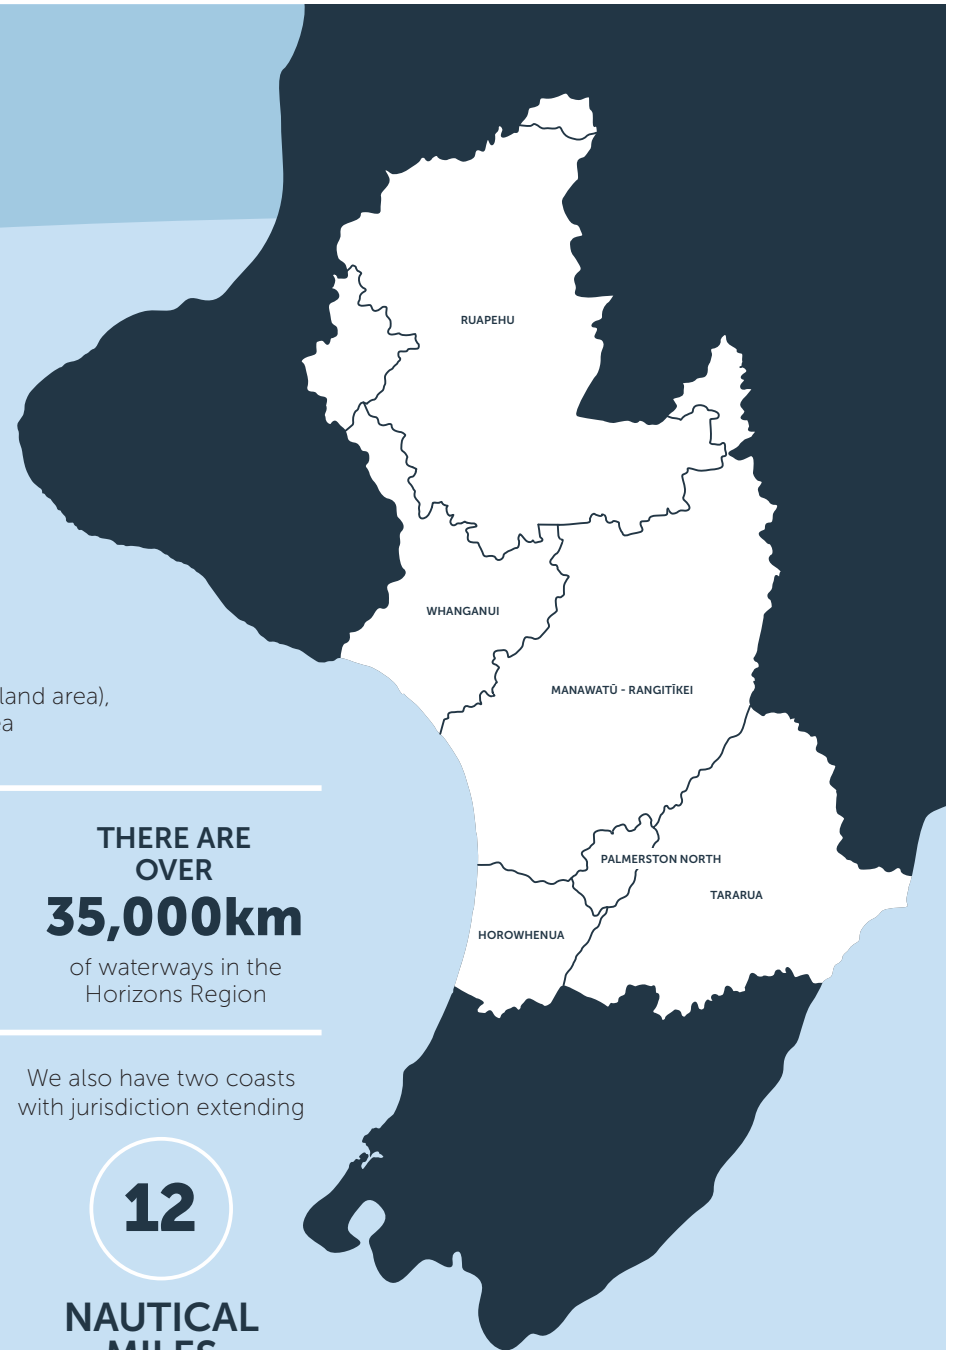 RUAPEHU
WHANGANUI
land area),
MANAWATŪ - RANGITĪKEI
THERE ARE
OVER
35,000km
of waterways in the
Horizons Region
PALMERSTON NORTH
TARARUA
HOROWHENUA
We also have two coasts
with jurisdiction extending
12
NAUTICAL
MILES